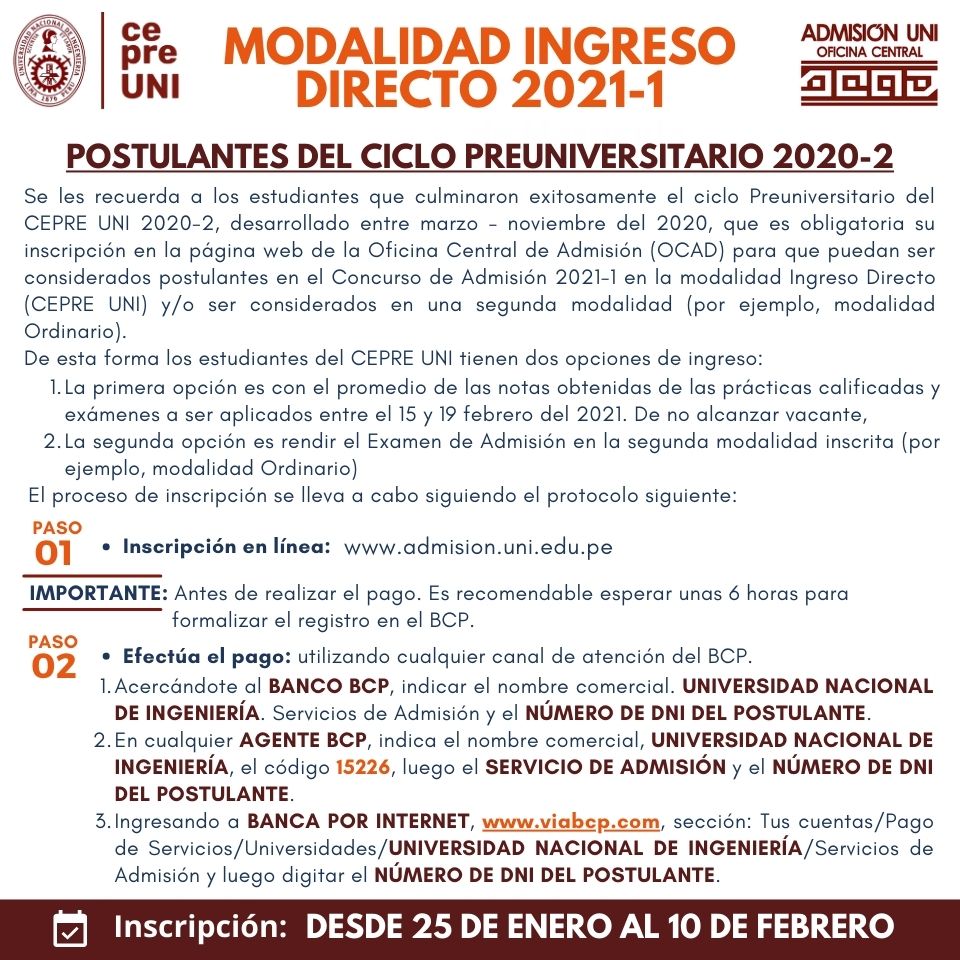 UNIVERSIDAD NACIONAL DE INGENIERIA
SCIENTIA ET LABOR
LIMA 1876 PERU
ce
pre
UNI
MODALIDAD INGRESO
DIRECTO 2021-1
ADMISIÓN UNI
OFICINA CENTRAL
POSTULANTES DEL CICLO PREUNIVERSITARIO 2020-2
Se les recuerda a los estudiantes que culminaron exitosamente el ciclo Preuniversitario del
CEPRE UNI 2020-2, desarrollado entre marzo - noviembre del 2020, que es obligatoria su
inscripción en la página web de la Oficina Central de Admisión (OCAD) para que puedan ser
considerados postulantes en el Concurso de Admisión 2021-1 en la modalidad Ingreso Directo
(CEPRE UNI) y/o ser considerados en una segunda modalidad (por ejemplo, modalidad
Ordinario).
De esta forma los estudiantes del CEPRE UNI tienen dos opciones de ingreso:
1. La primera opción es con el promedio de las notas obtenidas de las prácticas calificadas y
exámenes a ser aplicados entre el 15 y 19 febrero del 2021. De no alcanzar vacante,
2. La segunda opción es rendir el Examen de Admisión en la segunda modalidad inscrita (por
ejemplo, modalidad Ordinario)
El proceso de inscripción se lleva a cabo siguiendo el protocolo siguiente:
PASO
01
• Inscripción en línea: www.admision.uni.edu.pe
IMPORTANTE: Antes de realizar el pago. Es recomendable esperar unas 6 horas para
formalizar el registro en el BCP.
PASO
02
• Efectúa el pago: utilizando cualquier canal de atención del BCP.
1. Acercándote al BANCO BCP, indicar el nombre comercial. UNIVERSIDAD NACIONAL
DE INGENIERÍA. Servicios de Admisión y el NÚMERO DE DNI DEL POSTULANTE.
2. En cualquier AGENTE BCP, indica el nombre comercial, UNIVERSIDAD NACIONAL DE
INGENIERÍA, el código 15226, luego el SERVICIO DE ADMISIÓN y el NÚMERO DE DNI
DEL POSTULANTE.
3. Ingresando a BANCA POR INTERNET, www.viabcp.com, sección: Tus cuentas/Pago
de Servicios/Universidades/UNIVERSIDAD NACIONAL DE INGENIERÍA/Servicios de
Admisión y luego digitar el NÚMERO DE DNI DEL POSTULANTE.
Inscripción: DESDE 25 DE ENERO AL 10 DE FEBRERO